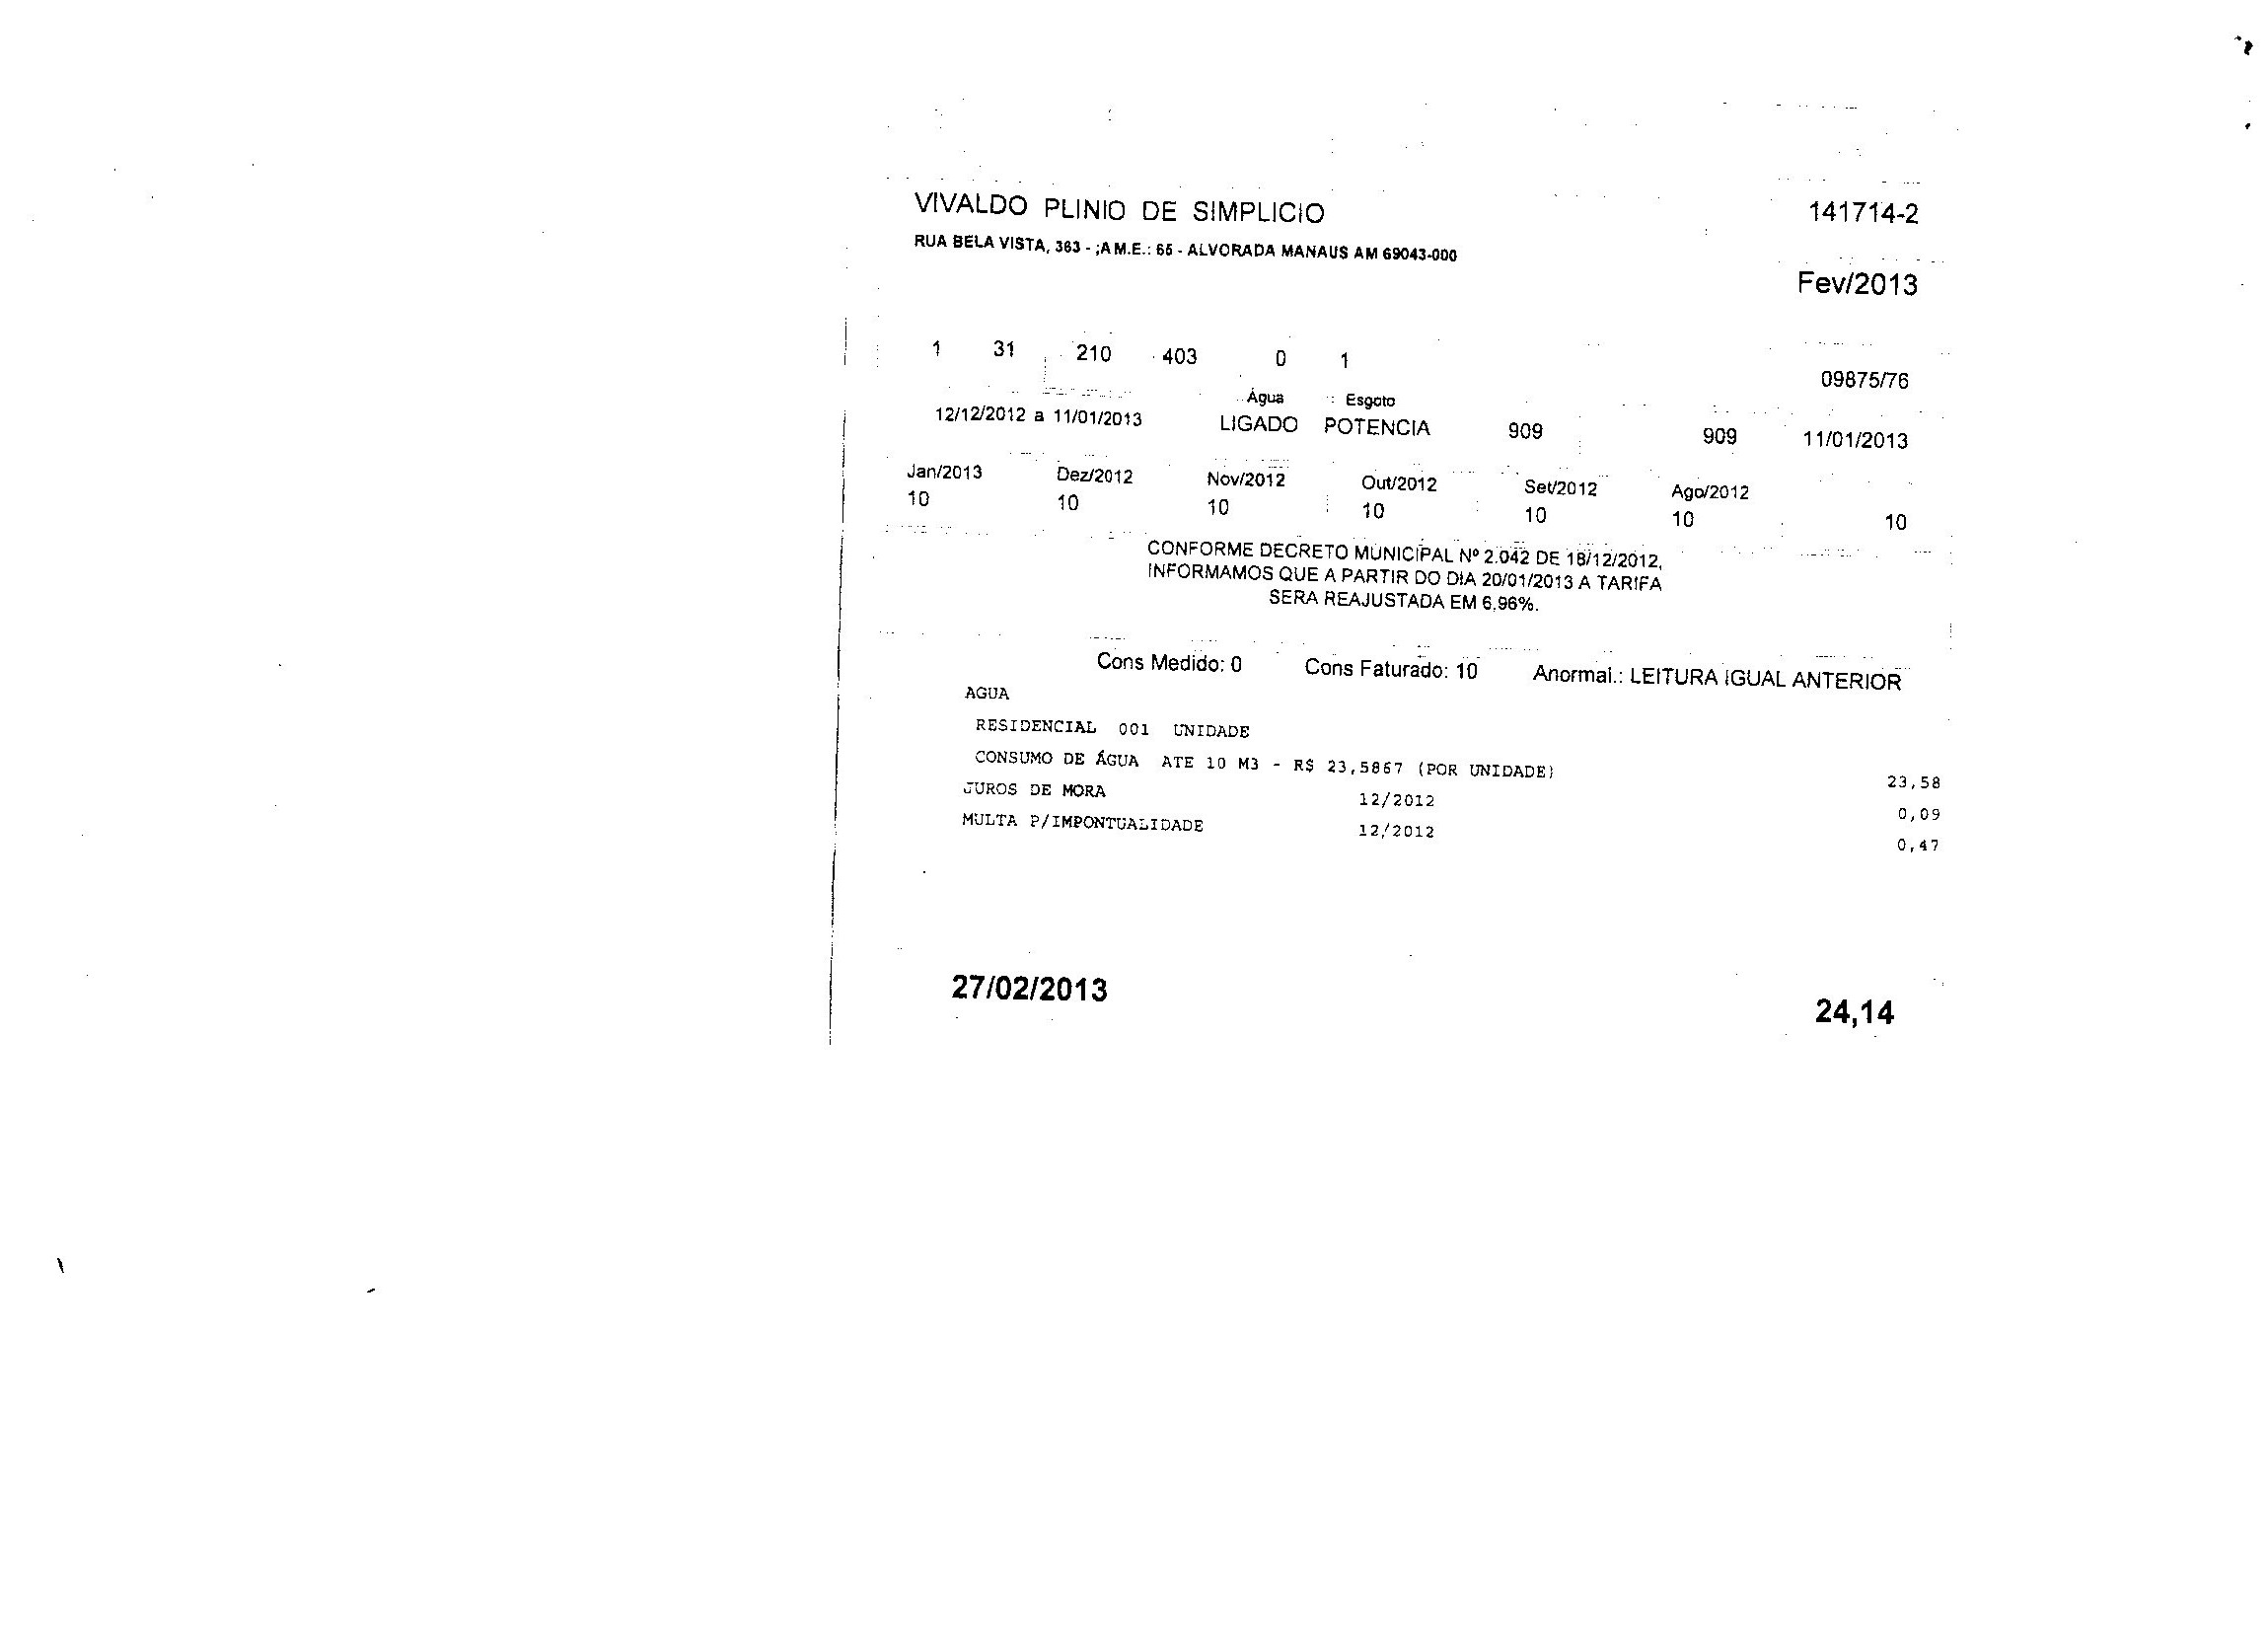 VIVALDO PLINIO DE SIMPLICIO 141714-2
RUA BELA VISTA, 363 - ;A M.E.: 65 - ALVORADA MANAUS AM 69043-000
Fev/2013
1 31 210 403 0 1
09875/76
Água Esgoto
12/12/2012 a 11/01/2013 LIGADO POTENCIA 909 909 11/01/2013
Jan/2013 Dez/2012 Nov/2012 Out/2012 Set/2012 Ago/2012
10 10 10 10 10 10 10
CONFORME DECRETO MUNICIPAL Nº 2.042 DE 18/12/2012,
INFORMAMOS QUE A PARTIR DO DIA 20/01/2013 A TARIFA
SERA REAJUSTADA EM 6,96%.
Cons Medido: 0 Cons Faturado: 10 Anormal.: LEITURA IGUAL ANTERIOR
AGUA
RESIDENCIAL 001 UNIDADE
CONSUMO DE ÁGUA ATE 10 M3 - R$ 23,5867 (POR UNIDADE) 23,58
JUROS DE MORA 12/2012 0,09
MULTA P/IMPONTUALIDADE 12/2012 0,47
27/02/2013 24,14